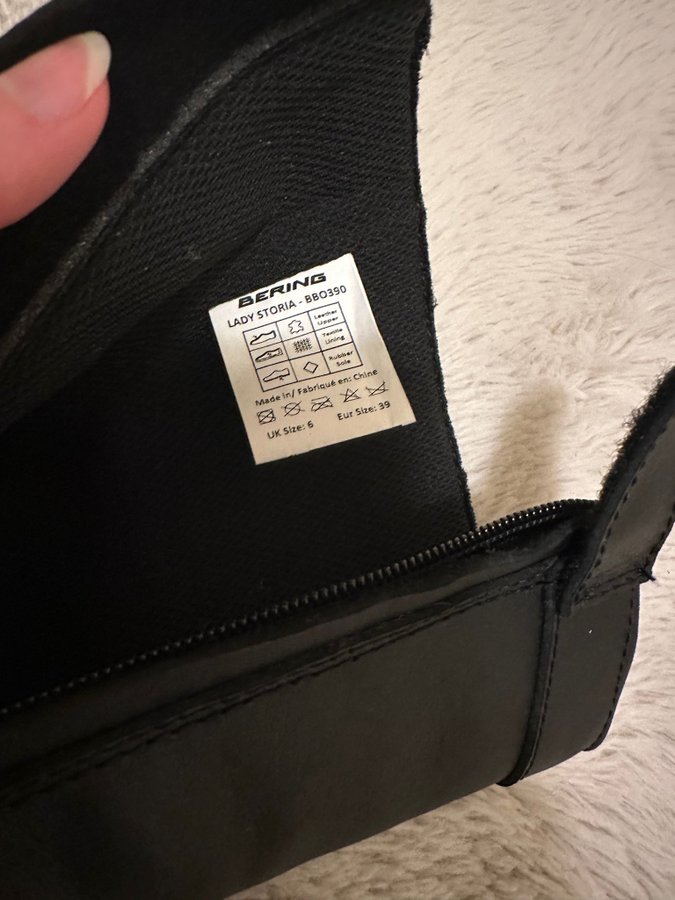 BERING
LADY STORIA - BBO390
Leather
Upper
Textile
Lining
Rubber
Sole
Made in/ Fabriqué en: Chine
UK Size: 6 Eur Size: 39